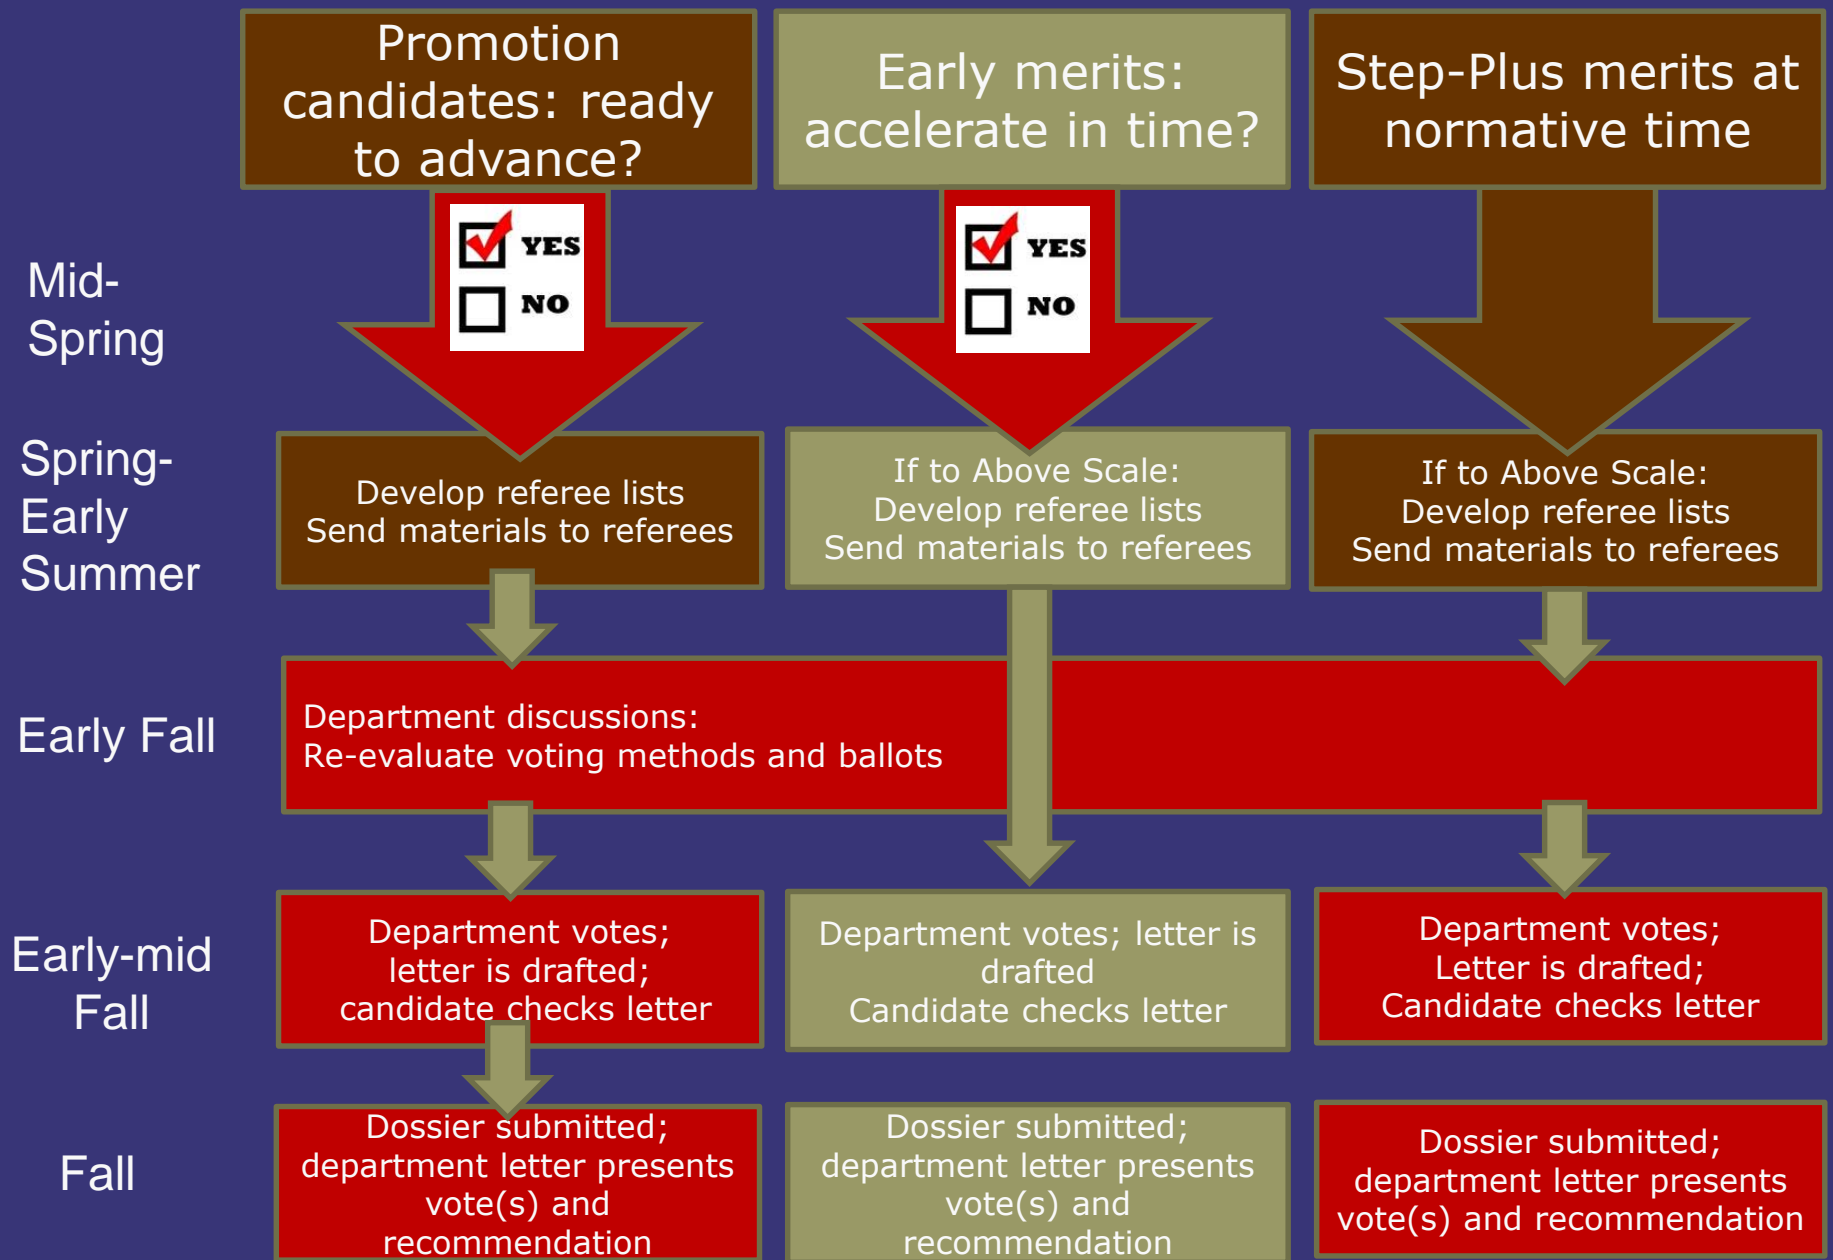 Promotion
candidates: ready
to advance?
Early merits:
accelerate in time?
Step-Plus merits at
normative time
Mid-
Spring
YES
NO
YES
NO
Spring-
Early
Summer
Develop referee lists
Send materials to referees
If to Above Scale:
Develop referee lists
Send materials to referees
If to Above Scale:
Develop referee lists
Send materials to referees
Early Fall
Department discussions:
Re-evaluate voting methods and ballots
Early-mid
Fall
Department votes;
letter is drafted;
candidate checks letter
Department votes; letter is
drafted
Candidate checks letter
Department votes;
Letter is drafted;
Candidate checks letter
Fall
Dossier submitted;
department letter presents
vote(s) and
recommendation
Dossier submitted;
department letter presents
vote(s) and
recommendation
Dossier submitted;
department letter presents
vote(s) and recommendation